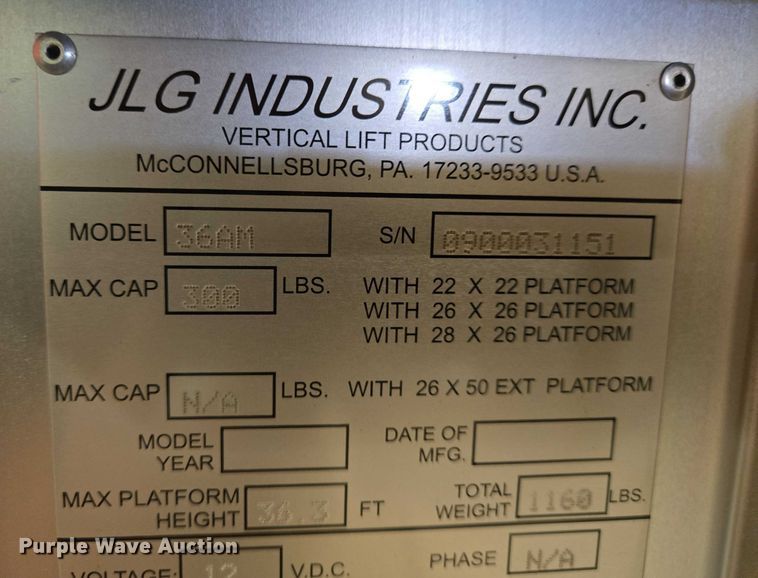 JLG INDUSTRIES INC.
VERTICAL LIFT PRODUCTS
McCONNELLSBURG, PA. 17233-9533 U.S.A.
MODEL 36AM S/N 0900031151
MAX CAP 300 LBS. WITH 22 X 22 PLATFORM
WITH 26 X 26 PLATFORM
WITH 28 X 26 PLATFORM
MAX CAP N/A LBS. WITH 26 X 50 EXT PLATFORM
MODEL YEAR DATE OF MFG.
MAX PLATFORM HEIGHT 36.3 FT TOTAL WEIGHT 1160 LBS.
VOLTAGE: 12 V.D.C. PHASE N/A
Purple Wave Auction